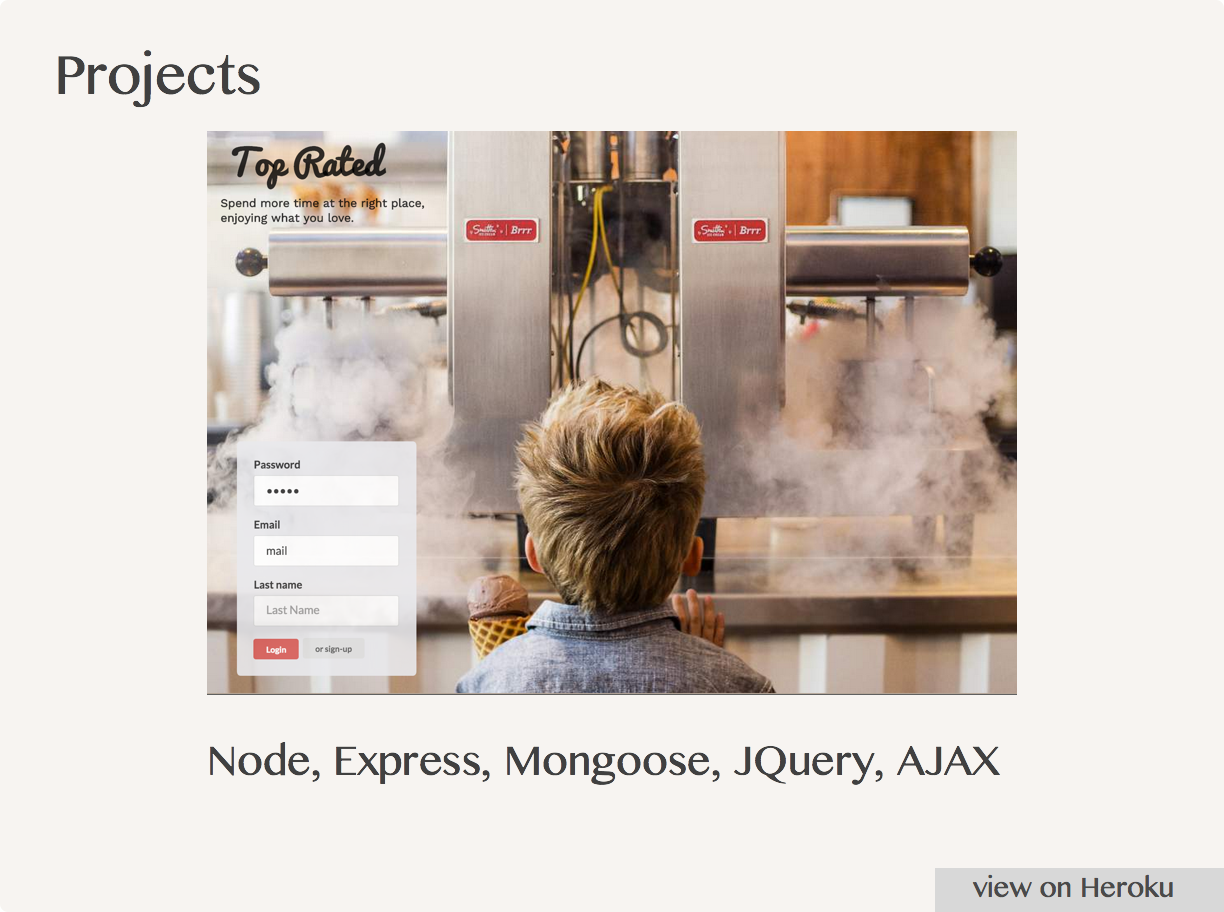 Projects
Top Rated
Spend more time at the right place,
enjoying what you love.
Smitten Brrr
Smitten Brrr
Password
•••••
Email
mail
Last name
Last Name
Login
or sign-up
Node, Express, Mongoose, JQuery, AJAX
view on Heroku